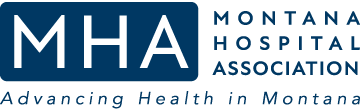 MHA
MONTANA
HOSPITAL
ASSOCIATION
Advancing Health in Montana